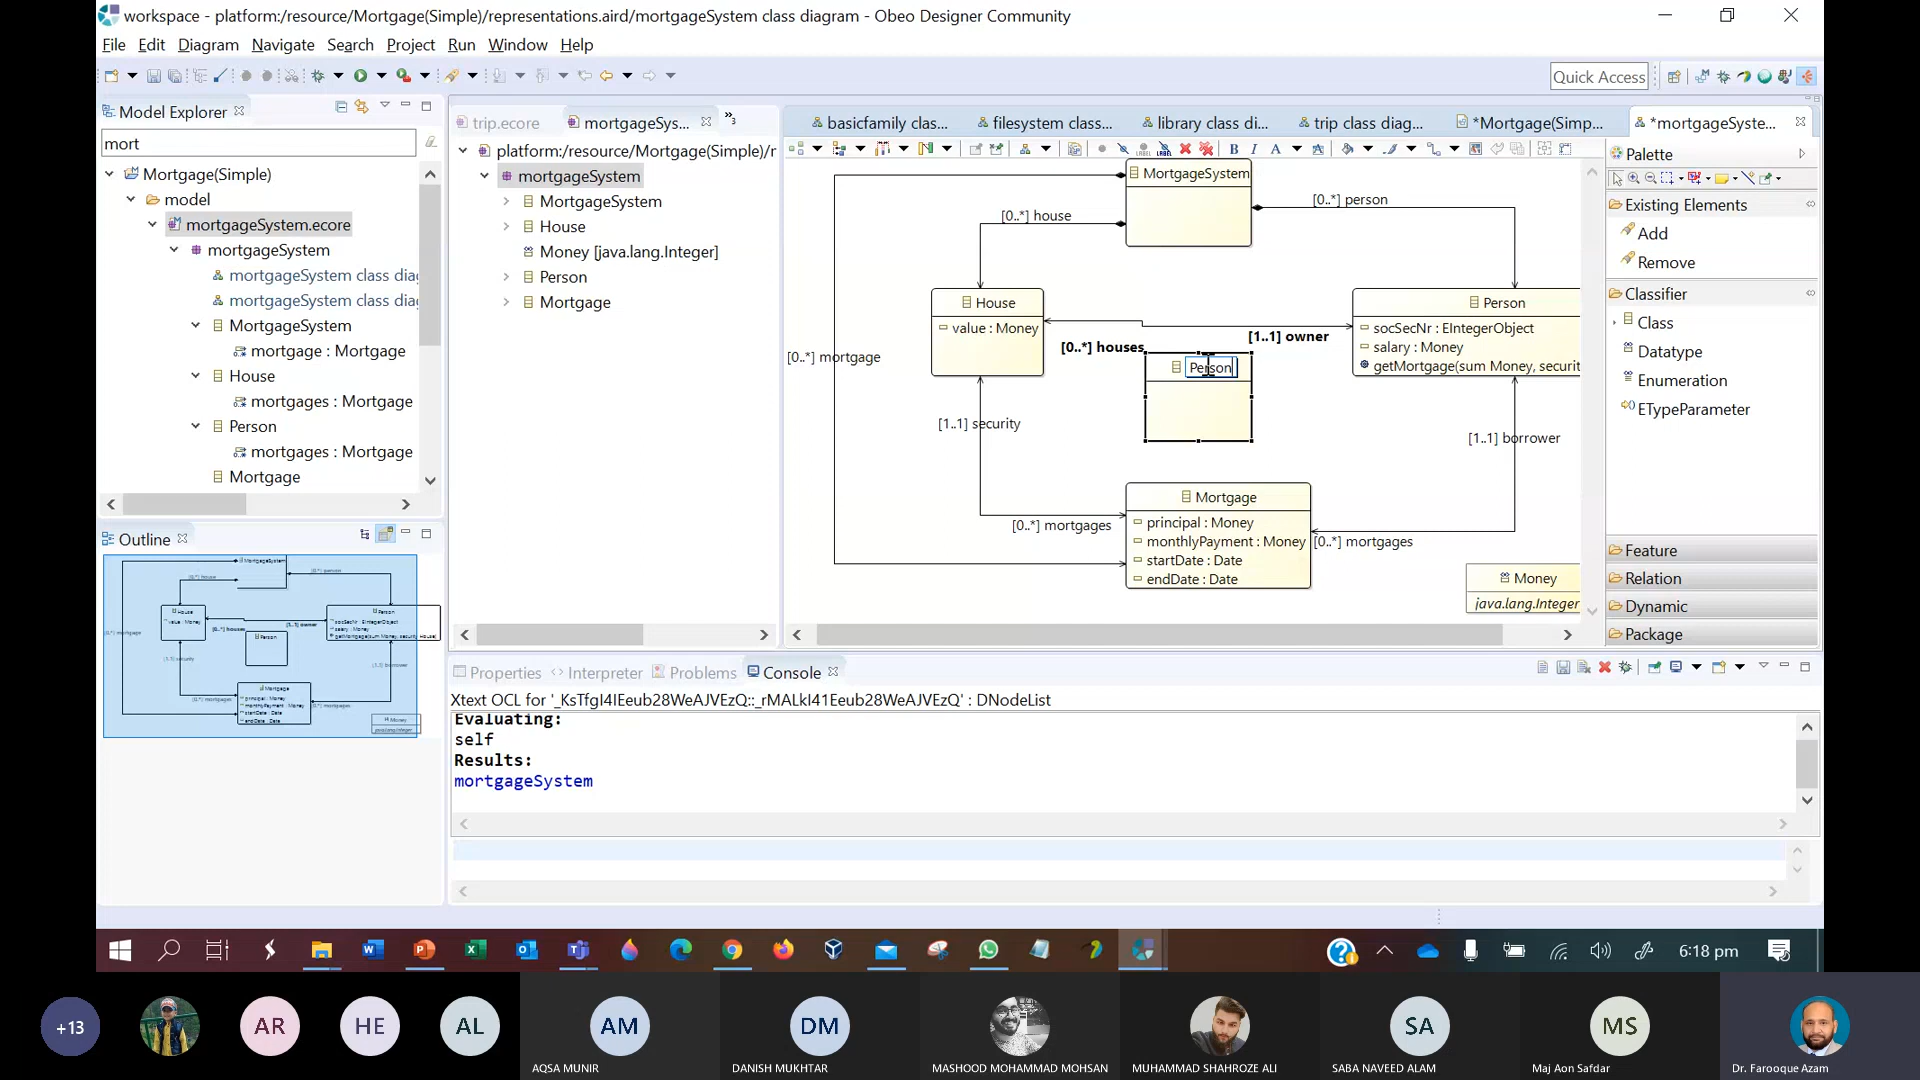 workspace - platform:/resource/Mortgage(Simple)/representations.aird/mortgageSystem class diagram - Obeo Designer Community
File Edit Diagram Navigate Search Project Run Window Help
Quick Access
Model Explorer
mort
Mortgage(Simple)
model
mortgageSystem.ecore
mortgageSystem
mortgageSystem class diag
mortgageSystem class diag
MortgageSystem
mortgage : Mortgage
House
mortgages : Mortgage
Person
mortgages : Mortgage
Mortgage
Outline
trip.ecore
mortgageSys...
»3
platform:/resource/Mortgage(Simple)/r
mortgageSystem
MortgageSystem
House
Money [java.lang.Integer]
Person
Mortgage
basicfamily clas...
filesystem class...
library class di...
trip class diag...
*Mortgage(Simp...
*mortgageSyste...
MortgageSystem
[0..*] house
[0..*] person
House
value : Money
Person
socSecNr : EIntegerObject
salary : Money
getMortgage(sum Money, securit
[0..*] houses
[1..1] owner
[0..*] mortgage
Person
[1..1] security
[1..1] borrower
Mortgage
principal : Money
monthlyPayment : Money
startDate : Date
endDate : Date
[0..*] mortgages
[0..*] mortgages
Money
java.lang.Integer
Palette
Existing Elements
Add
Remove
Classifier
Class
Datatype
Enumeration
ETypeParameter
Feature
Relation
Dynamic
Package
Properties
Interpreter
Problems
Console
Xtext OCL for '_KsTfgI4IEeub28WeAJVEzQ::_rMALkI41Eeub28WeAJVEzQ' : DNodeList
Evaluating:
self
Results:
mortgageSystem
6:18 pm
+13
AR
HE
AL
AM
AQSA MUNIR
DM
DANISH MUKHTAR
MASHOOD MOHAMMAD MOHSAN
MUHAMMAD SHAHROZE ALI
SA
SABA NAVEED ALAM
MS
Maj Aon Safdar
Dr. Farooque Azam